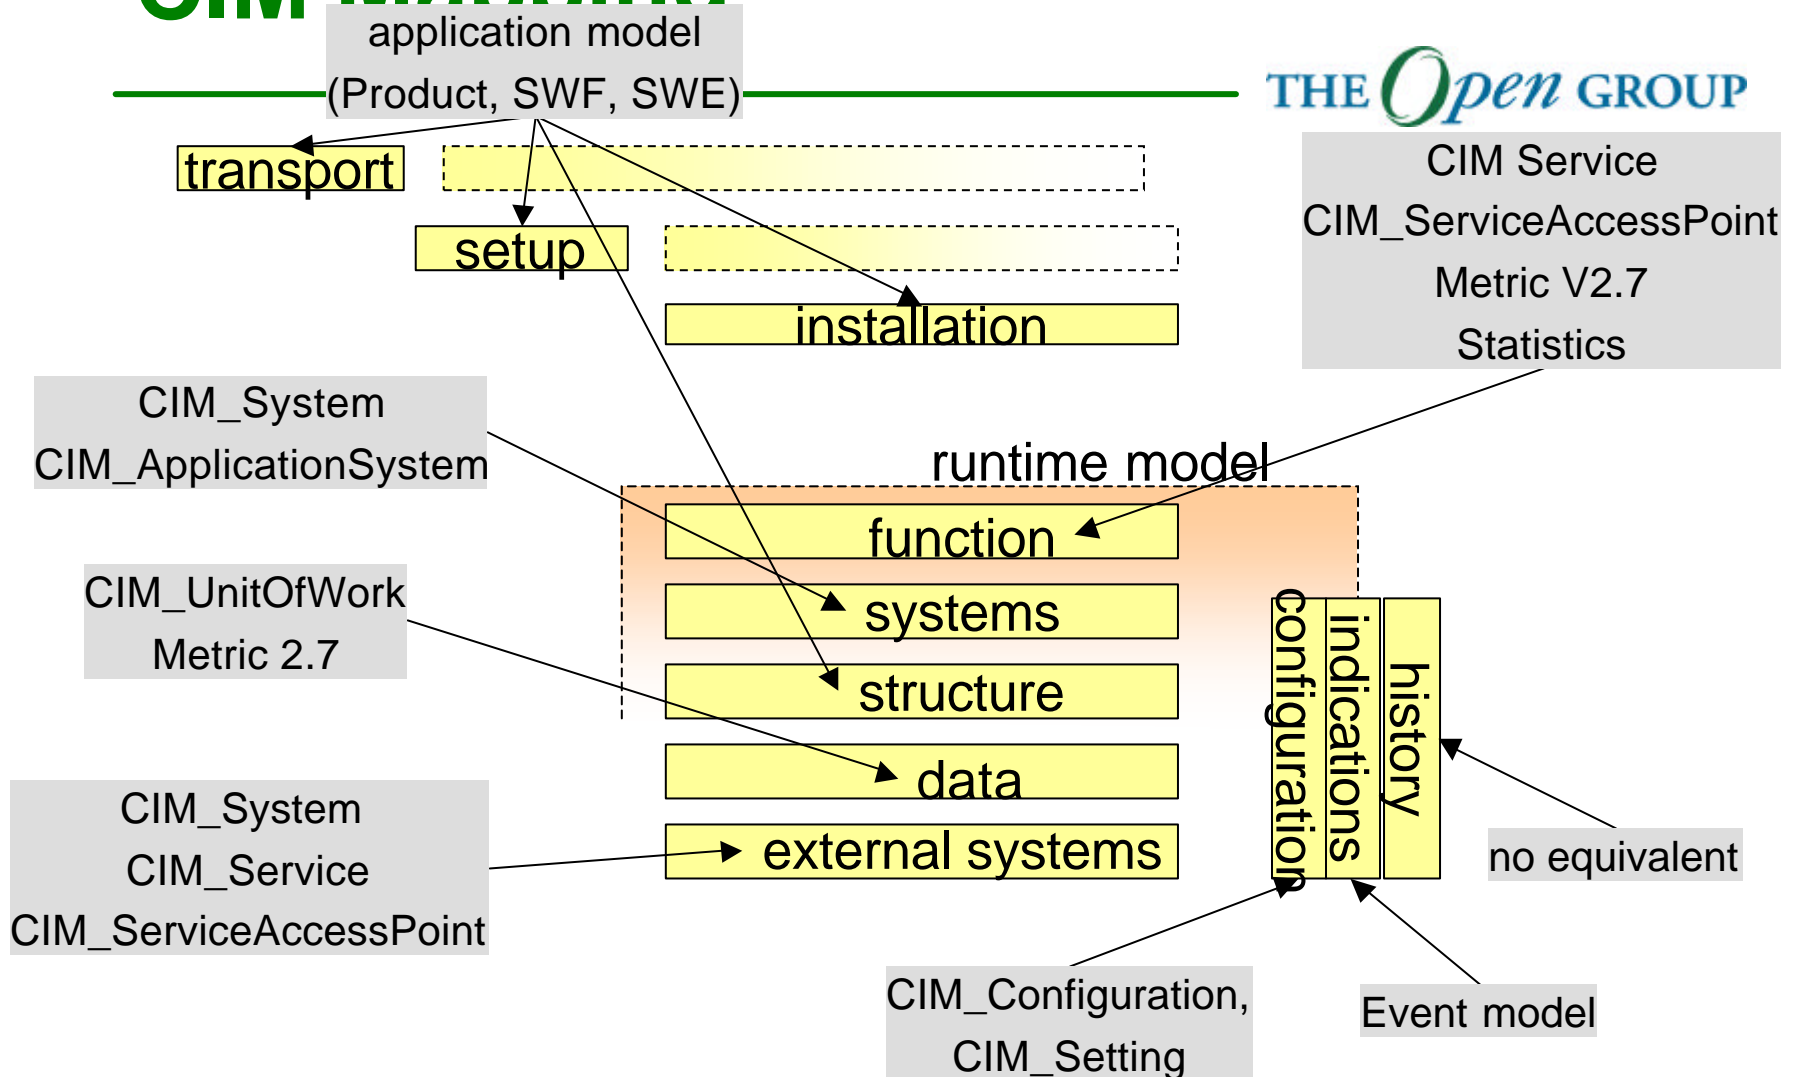 CIM Mapping
application model
(Product, SWF, SWE)
THE Open GROUP
transport
setup
installation
CIM Service
CIM_ServiceAccessPoint
Metric V2.7
Statistics
CIM_System
CIM_ApplicationSystem
runtime model
function
CIM_UnitOfWork
Metric 2.7
systems
structure
data
CIM_System
CIM_Service
CIM_ServiceAccessPoint
external systems
configuration
indications
history
no equivalent
CIM_Configuration,
CIM_Setting
Event model